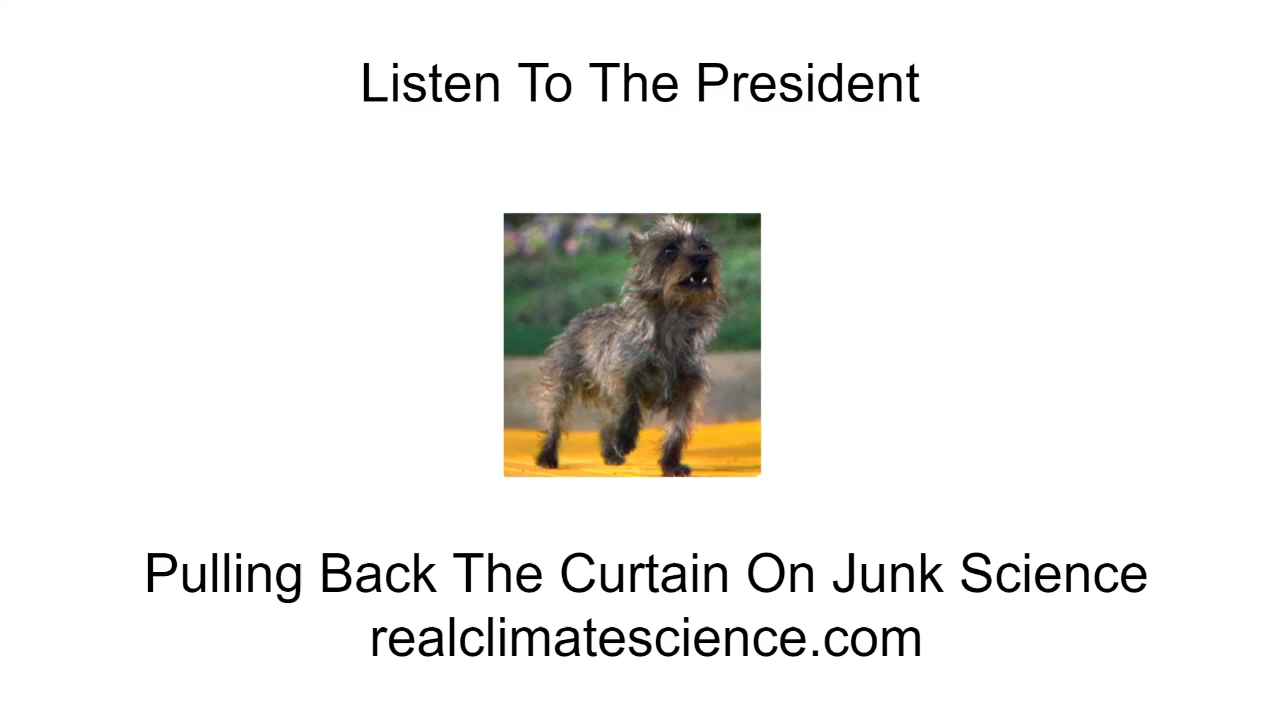 Listen To The President
Pulling Back The Curtain On Junk Science
realclimatescience.com